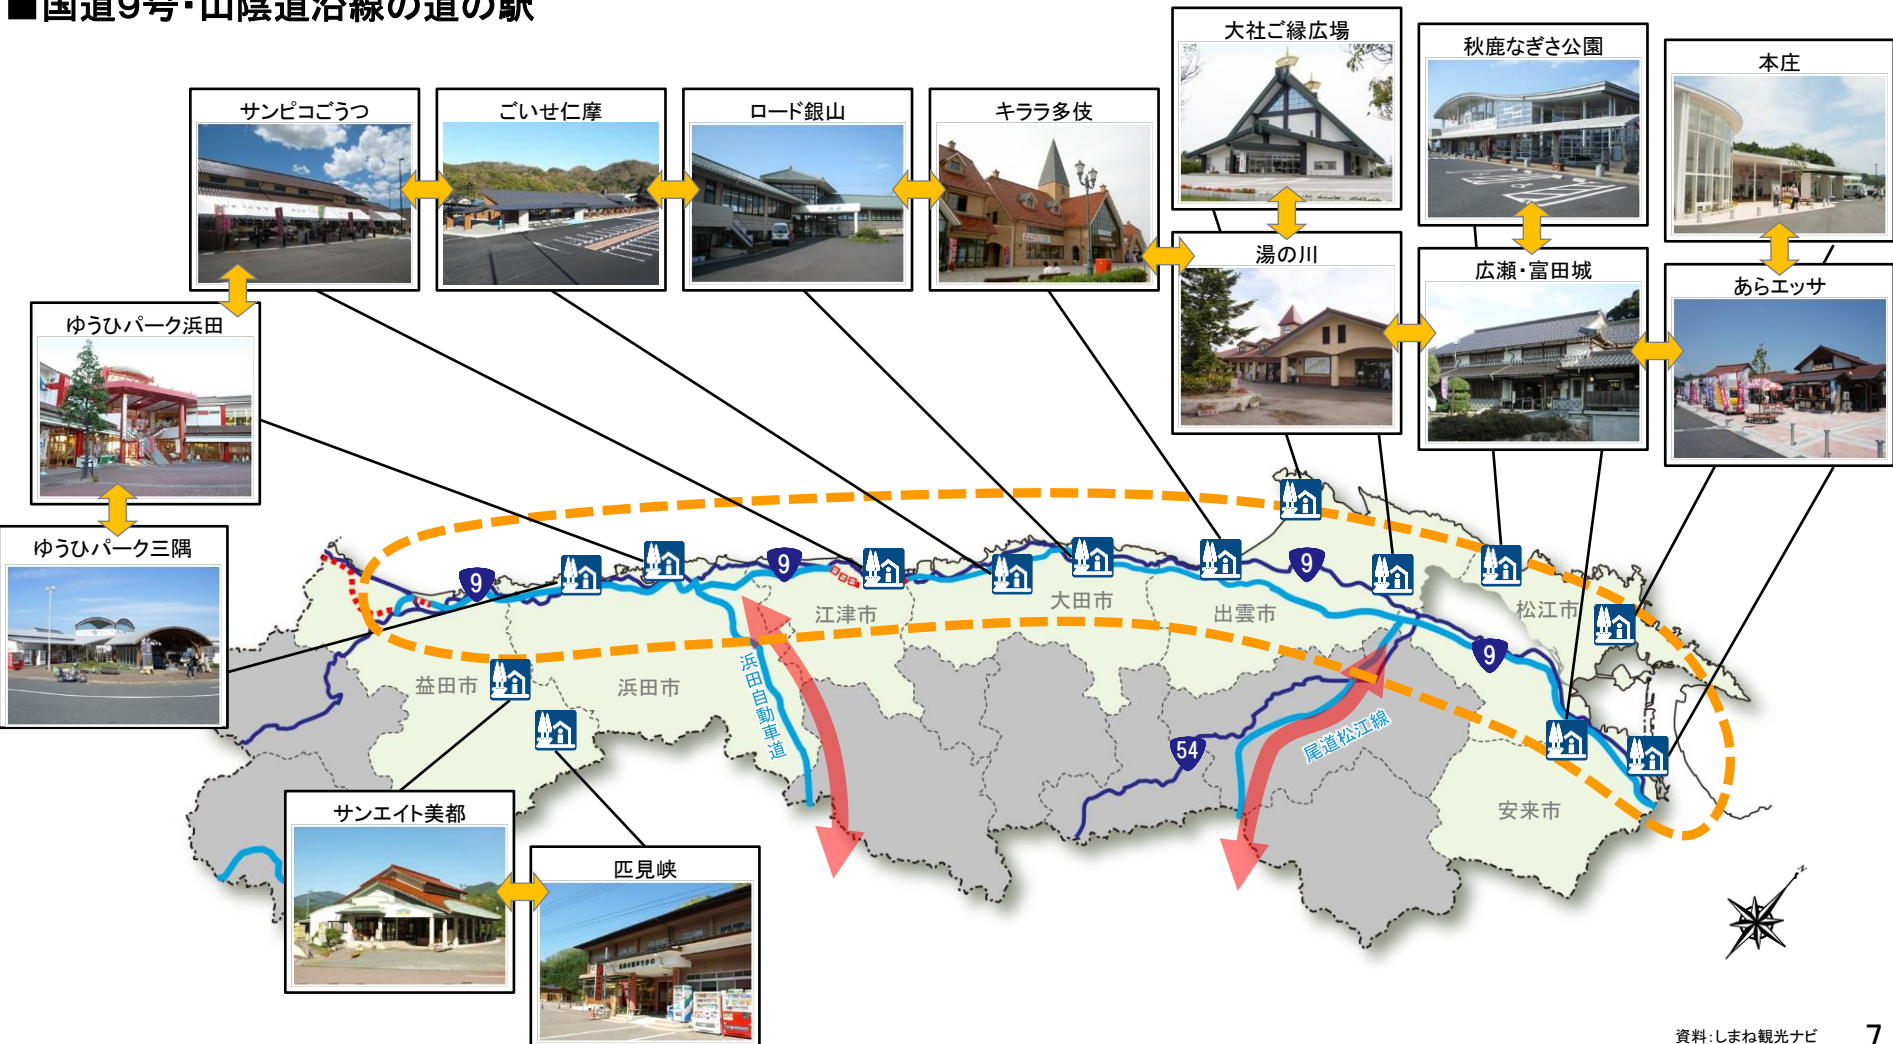 ■国道9号・山陰道沿線の道の駅
大社ご縁広場
秋鹿なぎさ公園
本庄
サンピコごうつ
ごいせ仁摩
ロード銀山
キララ多伎
湯の川
広瀬・富田城
あらエッサ
ゆうひパーク浜田
ゆうひパーク三隅
9
9
9
9
54
益田市
浜田市
江津市
大田市
出雲市
松江市
安来市
浜田自動車道
尾道松江線
サンエイト美都
匹見峡
資料:しまね観光ナビ
7